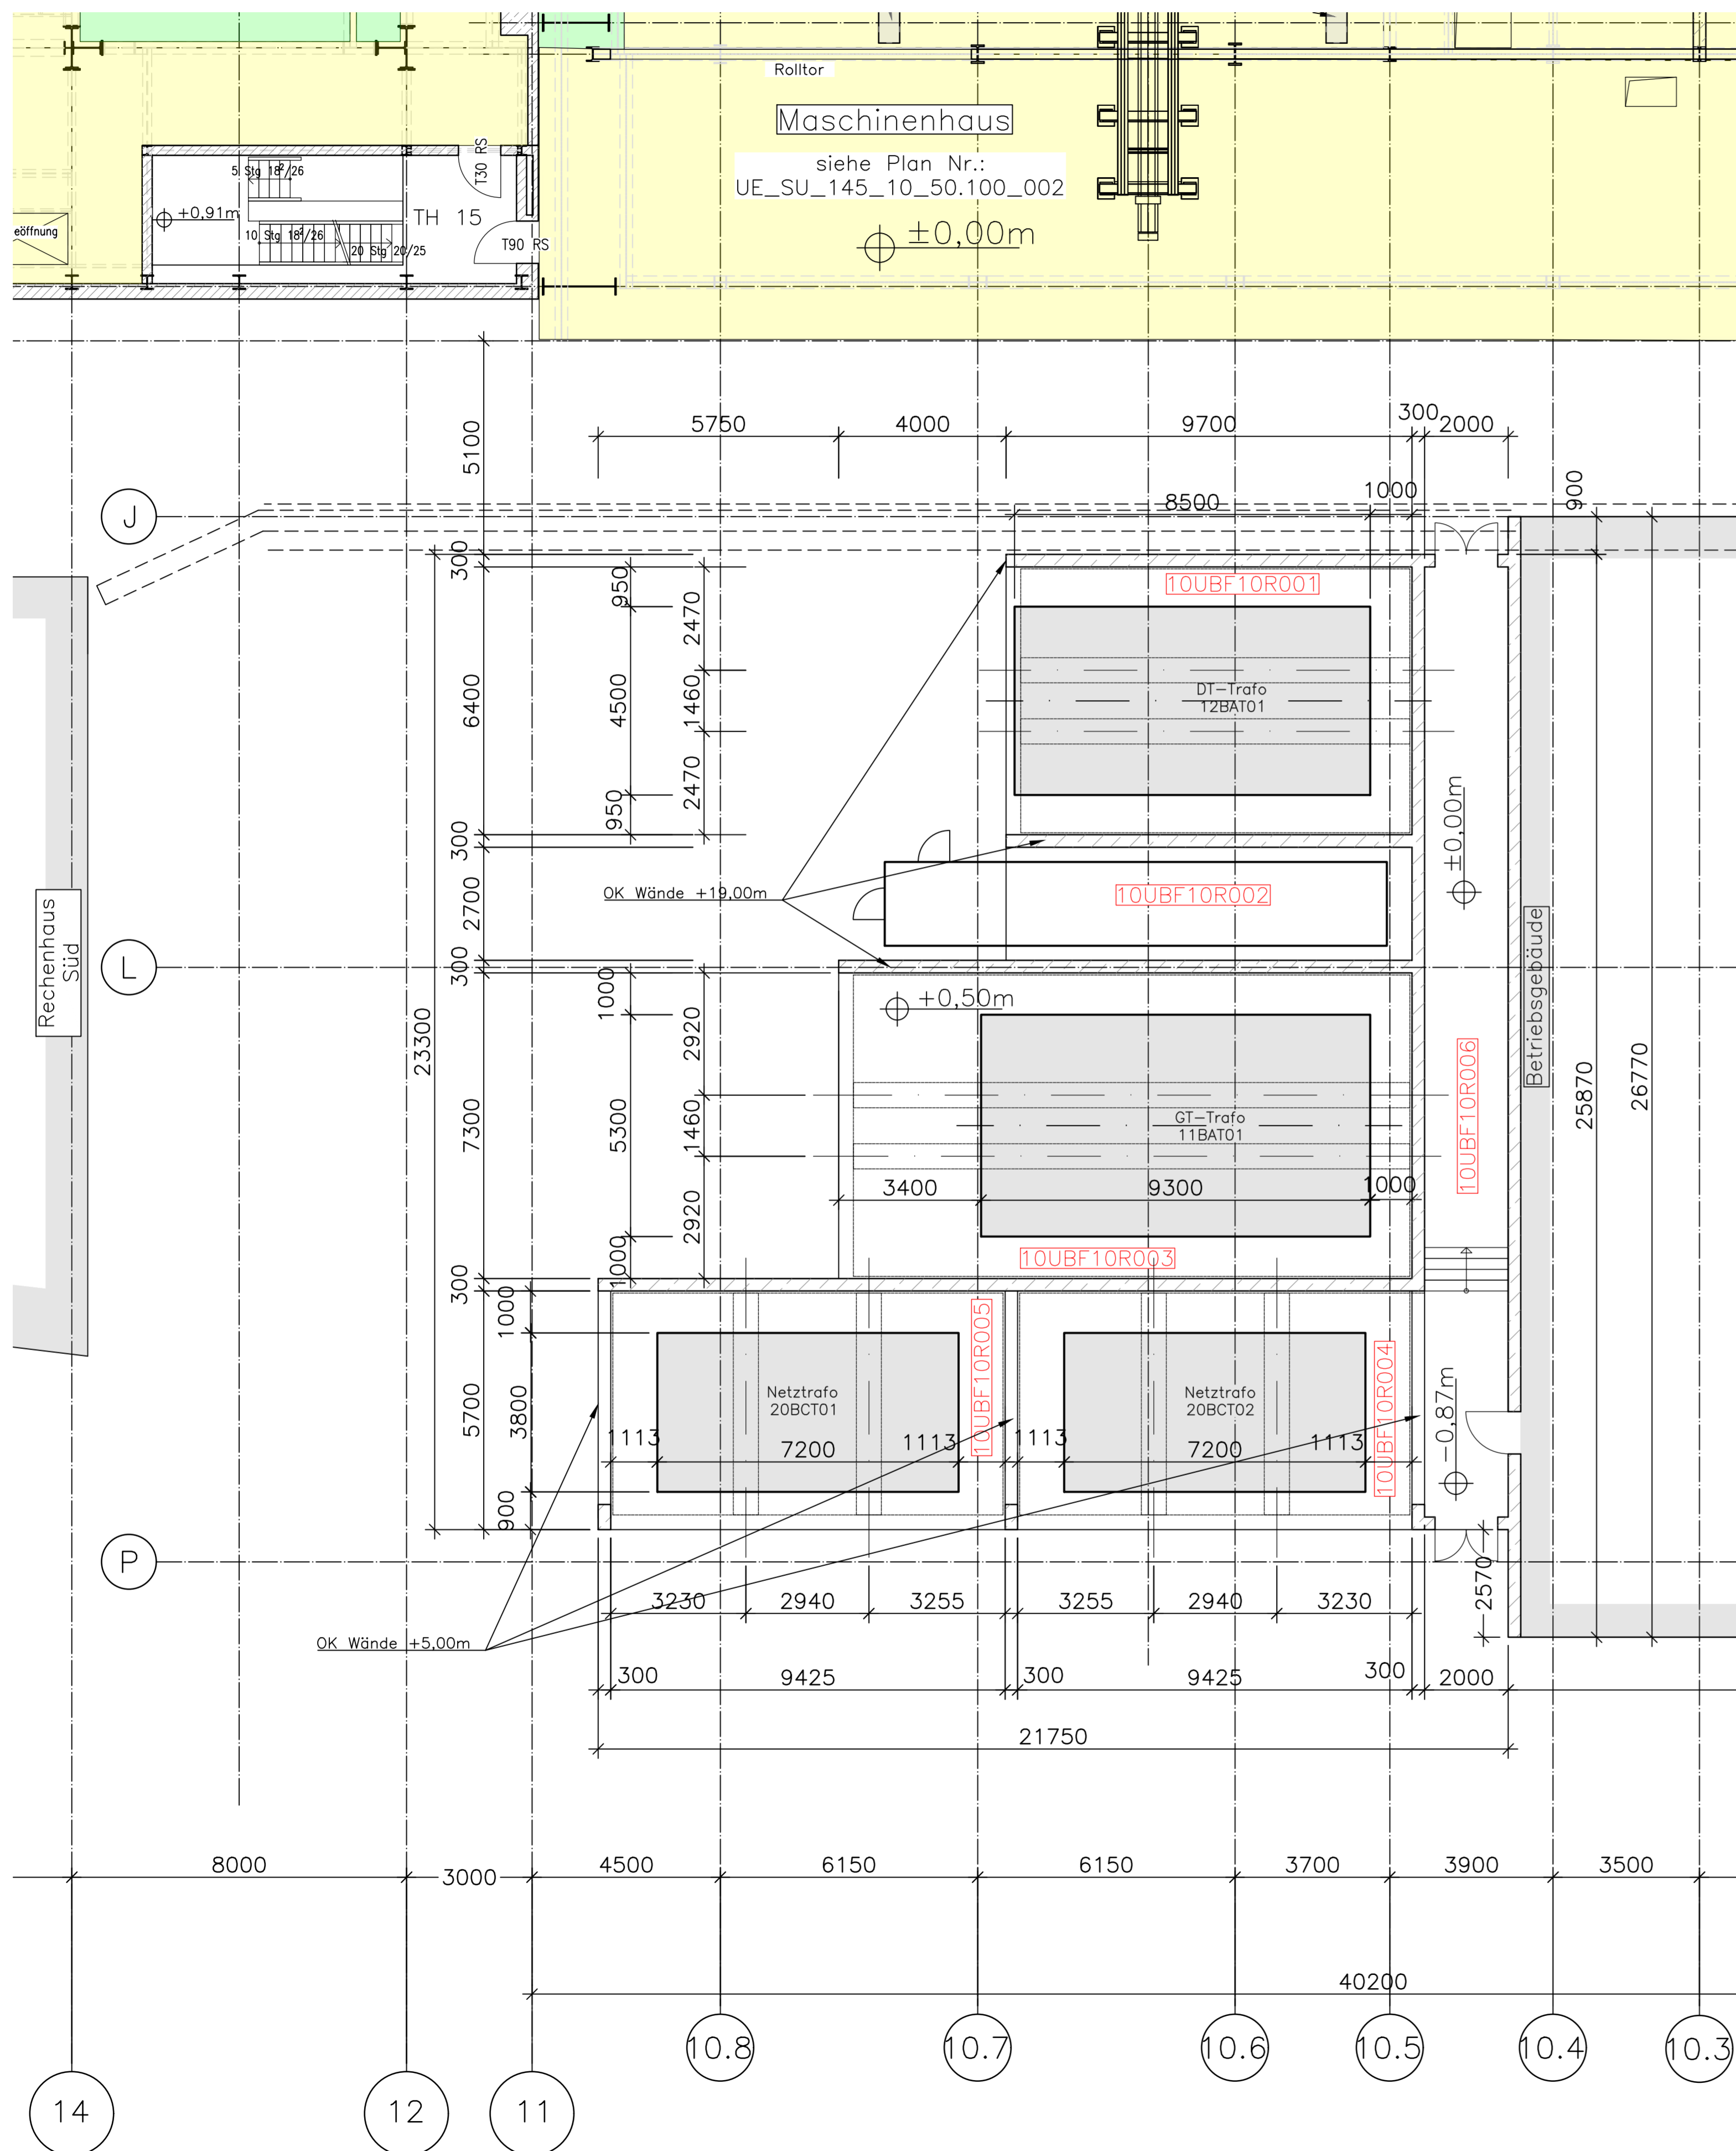 Rolltor
Maschinenhaus
siehe Plan Nr.:
UE_SU_145_10_50.100_002
±0,00m
T30 RS
5 Stg 18²/26
+0,91m
TH 15
eöffnung
10 Stg 18²/26
20 Stg 20/25
T90 RS
5100
5750
4000
9700
300
2000
900
J
8500
1000
300
950
2470
10UBF10R001
6400
4500
1460
DT-Trafo
12BAT01
2470
950
±0,00m
300
2700
OK Wände +19,00m
10UBF10R002
Rechenhaus
Süd
Betriebsgebäude
L
300
1000
+0,50m
2920
23300
10UBF10R006
25870
26770
7300
5300
1460
GT-Trafo
11BAT01
3400
9300
1000
2920
1000
10UBF10R003
300
1000
10UBF10R005
10UBF10R004
Netztrafo
20BCT01
Netztrafo
20BCT02
-0,87m
5700
3800
1113
7200
1113
1113
7200
1113
900
P
2570
3230
2940
3255
3255
2940
3230
OK Wände +5,00m
300
9425
300
9425
300
2000
21750
8000
3000
4500
6150
6150
3700
3900
3500
40200
10.8
10.7
10.6
10.5
10.4
10.3
14
12
11